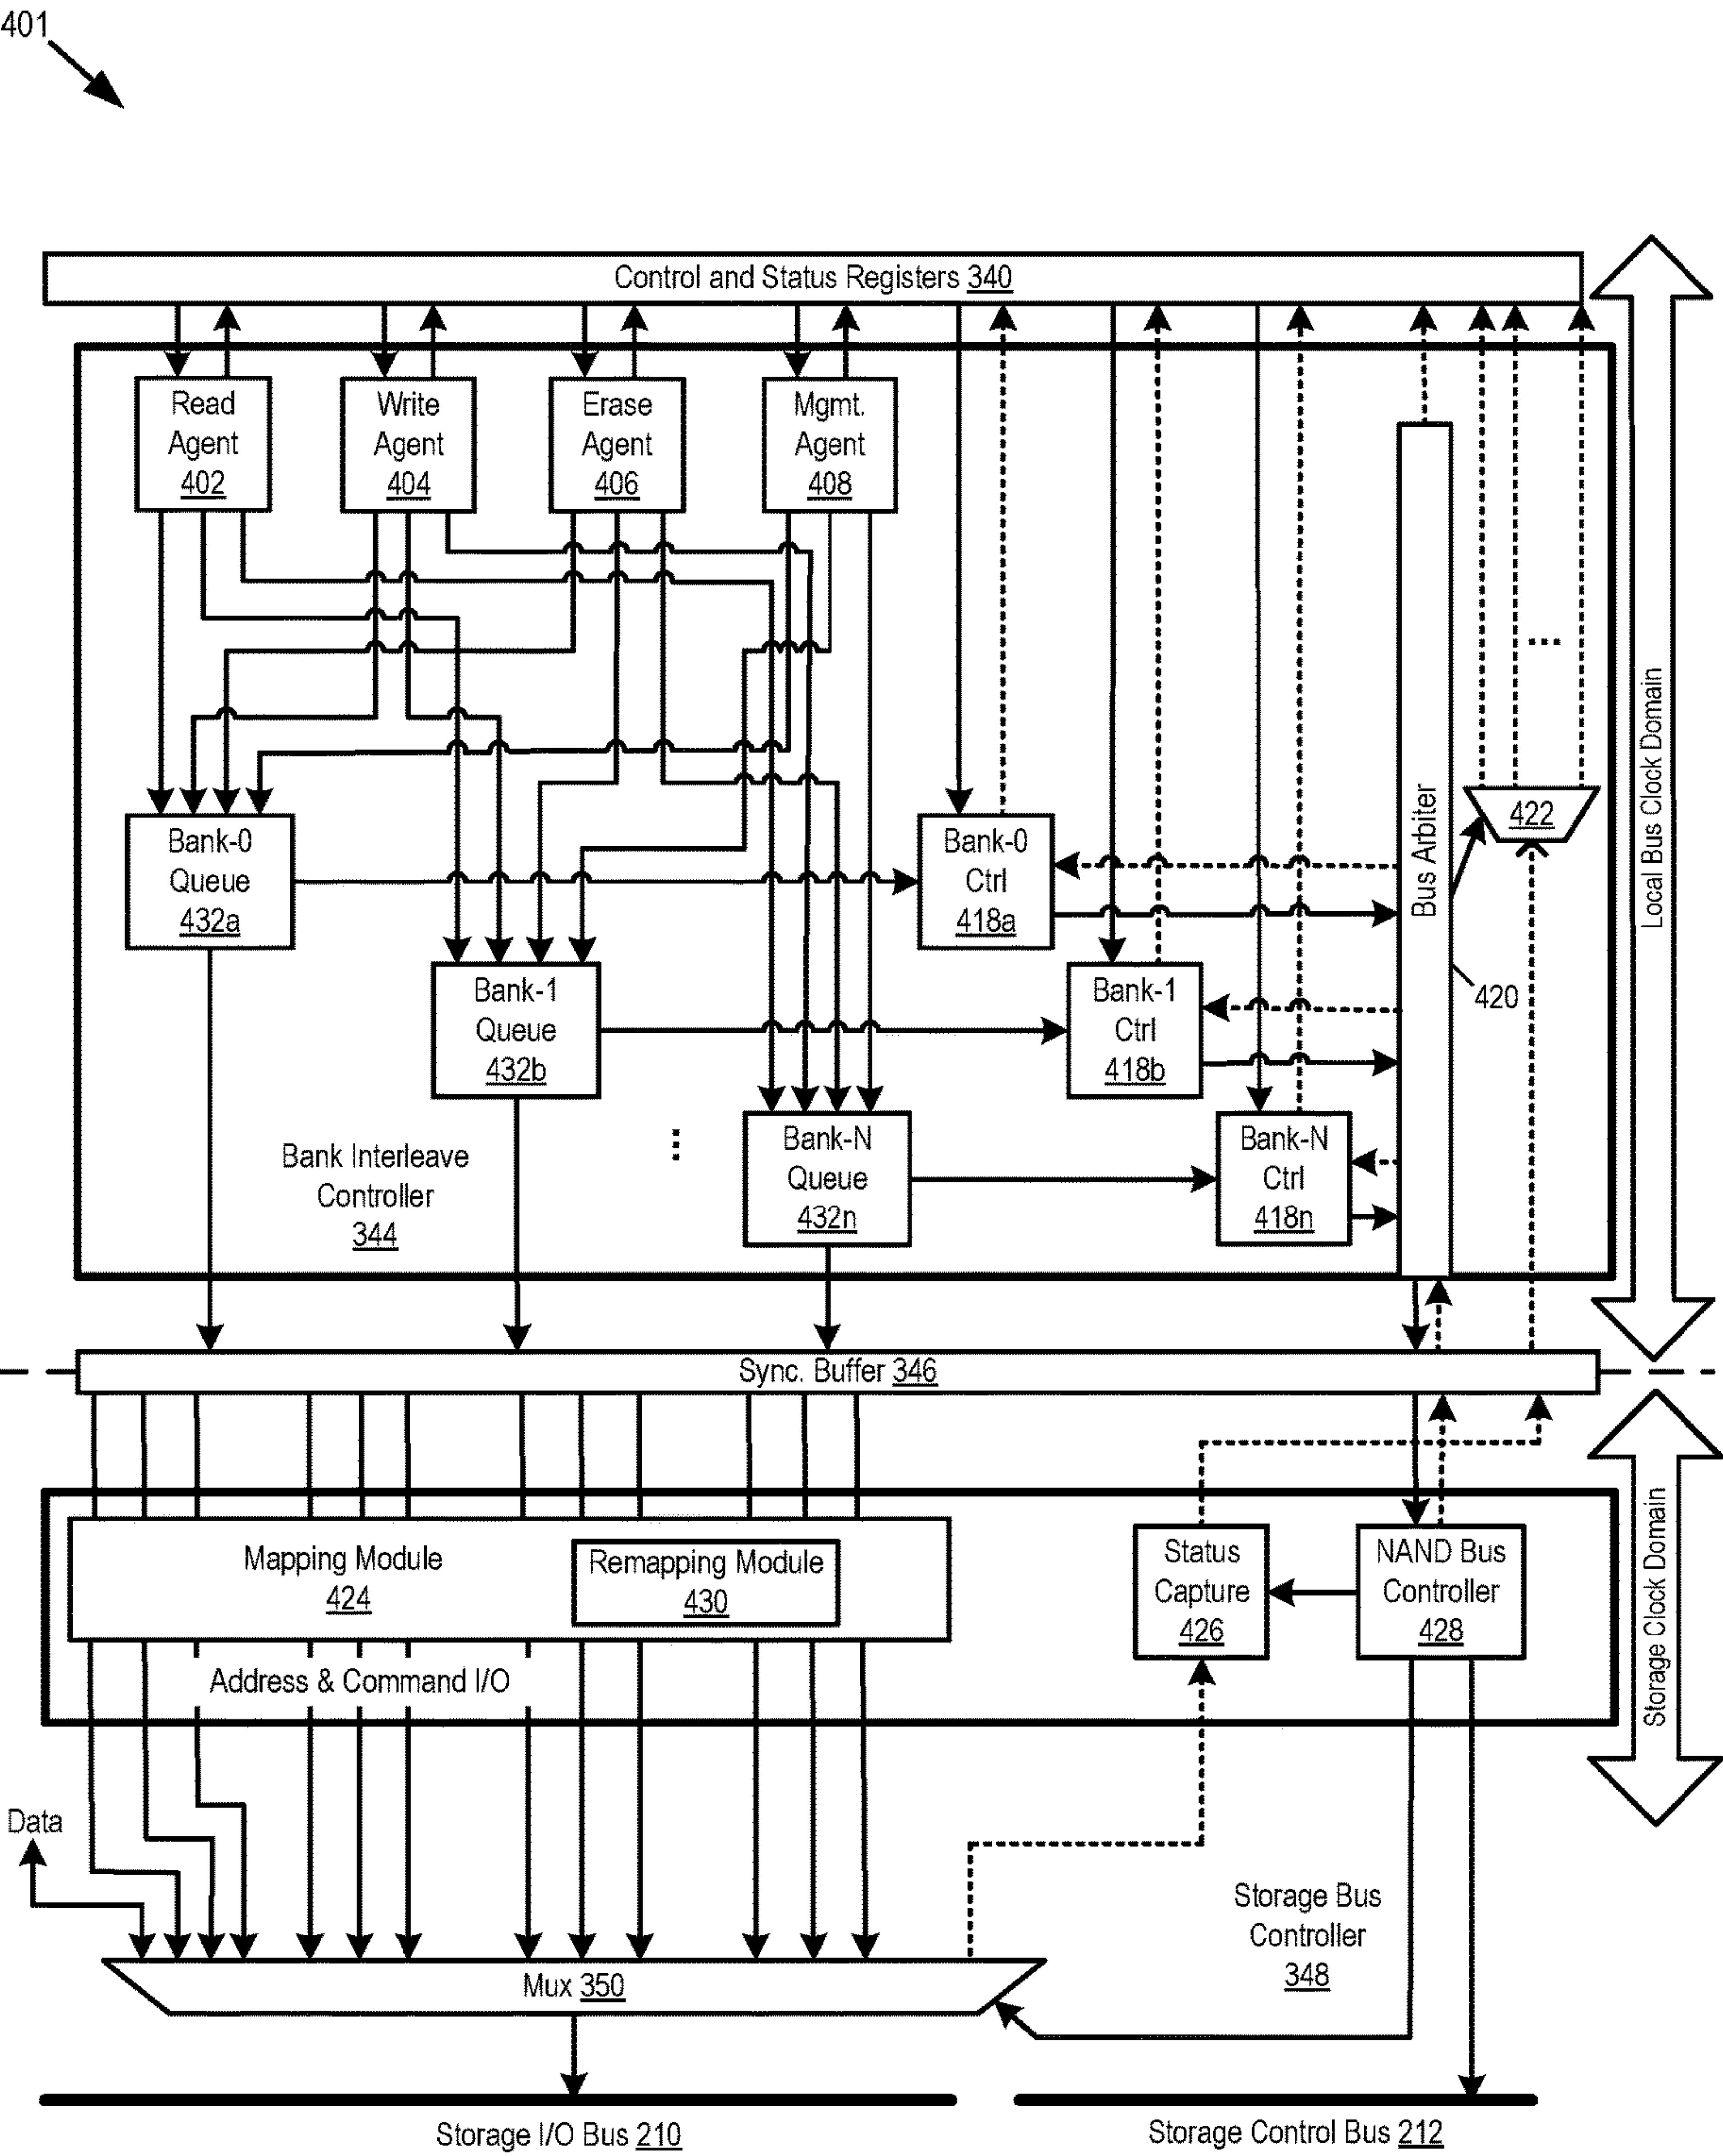 401
Control and Status Registers 340
Read
Agent
402
Write
Agent
404
Erase
Agent
406
Mgmt.
Agent
408
Bank-0
Queue
432a
Bank-1
Queue
432b
Bank-N
Queue
432n
Bank-0
Ctrl
418a
Bank-1
Ctrl
418b
Bank-N
Ctrl
418n
Bus Arbiter
420
422
...
...
Local Bus Clock Domain
Bank Interleave
Controller
344
Sync. Buffer 346
Mapping Module
424
Remapping Module
430
Status
Capture
426
NAND Bus
Controller
428
Storage Clock Domain
Address & Command I/O
Data
Storage Bus
Controller
348
Mux 350
Storage I/O Bus 210
Storage Control Bus 212